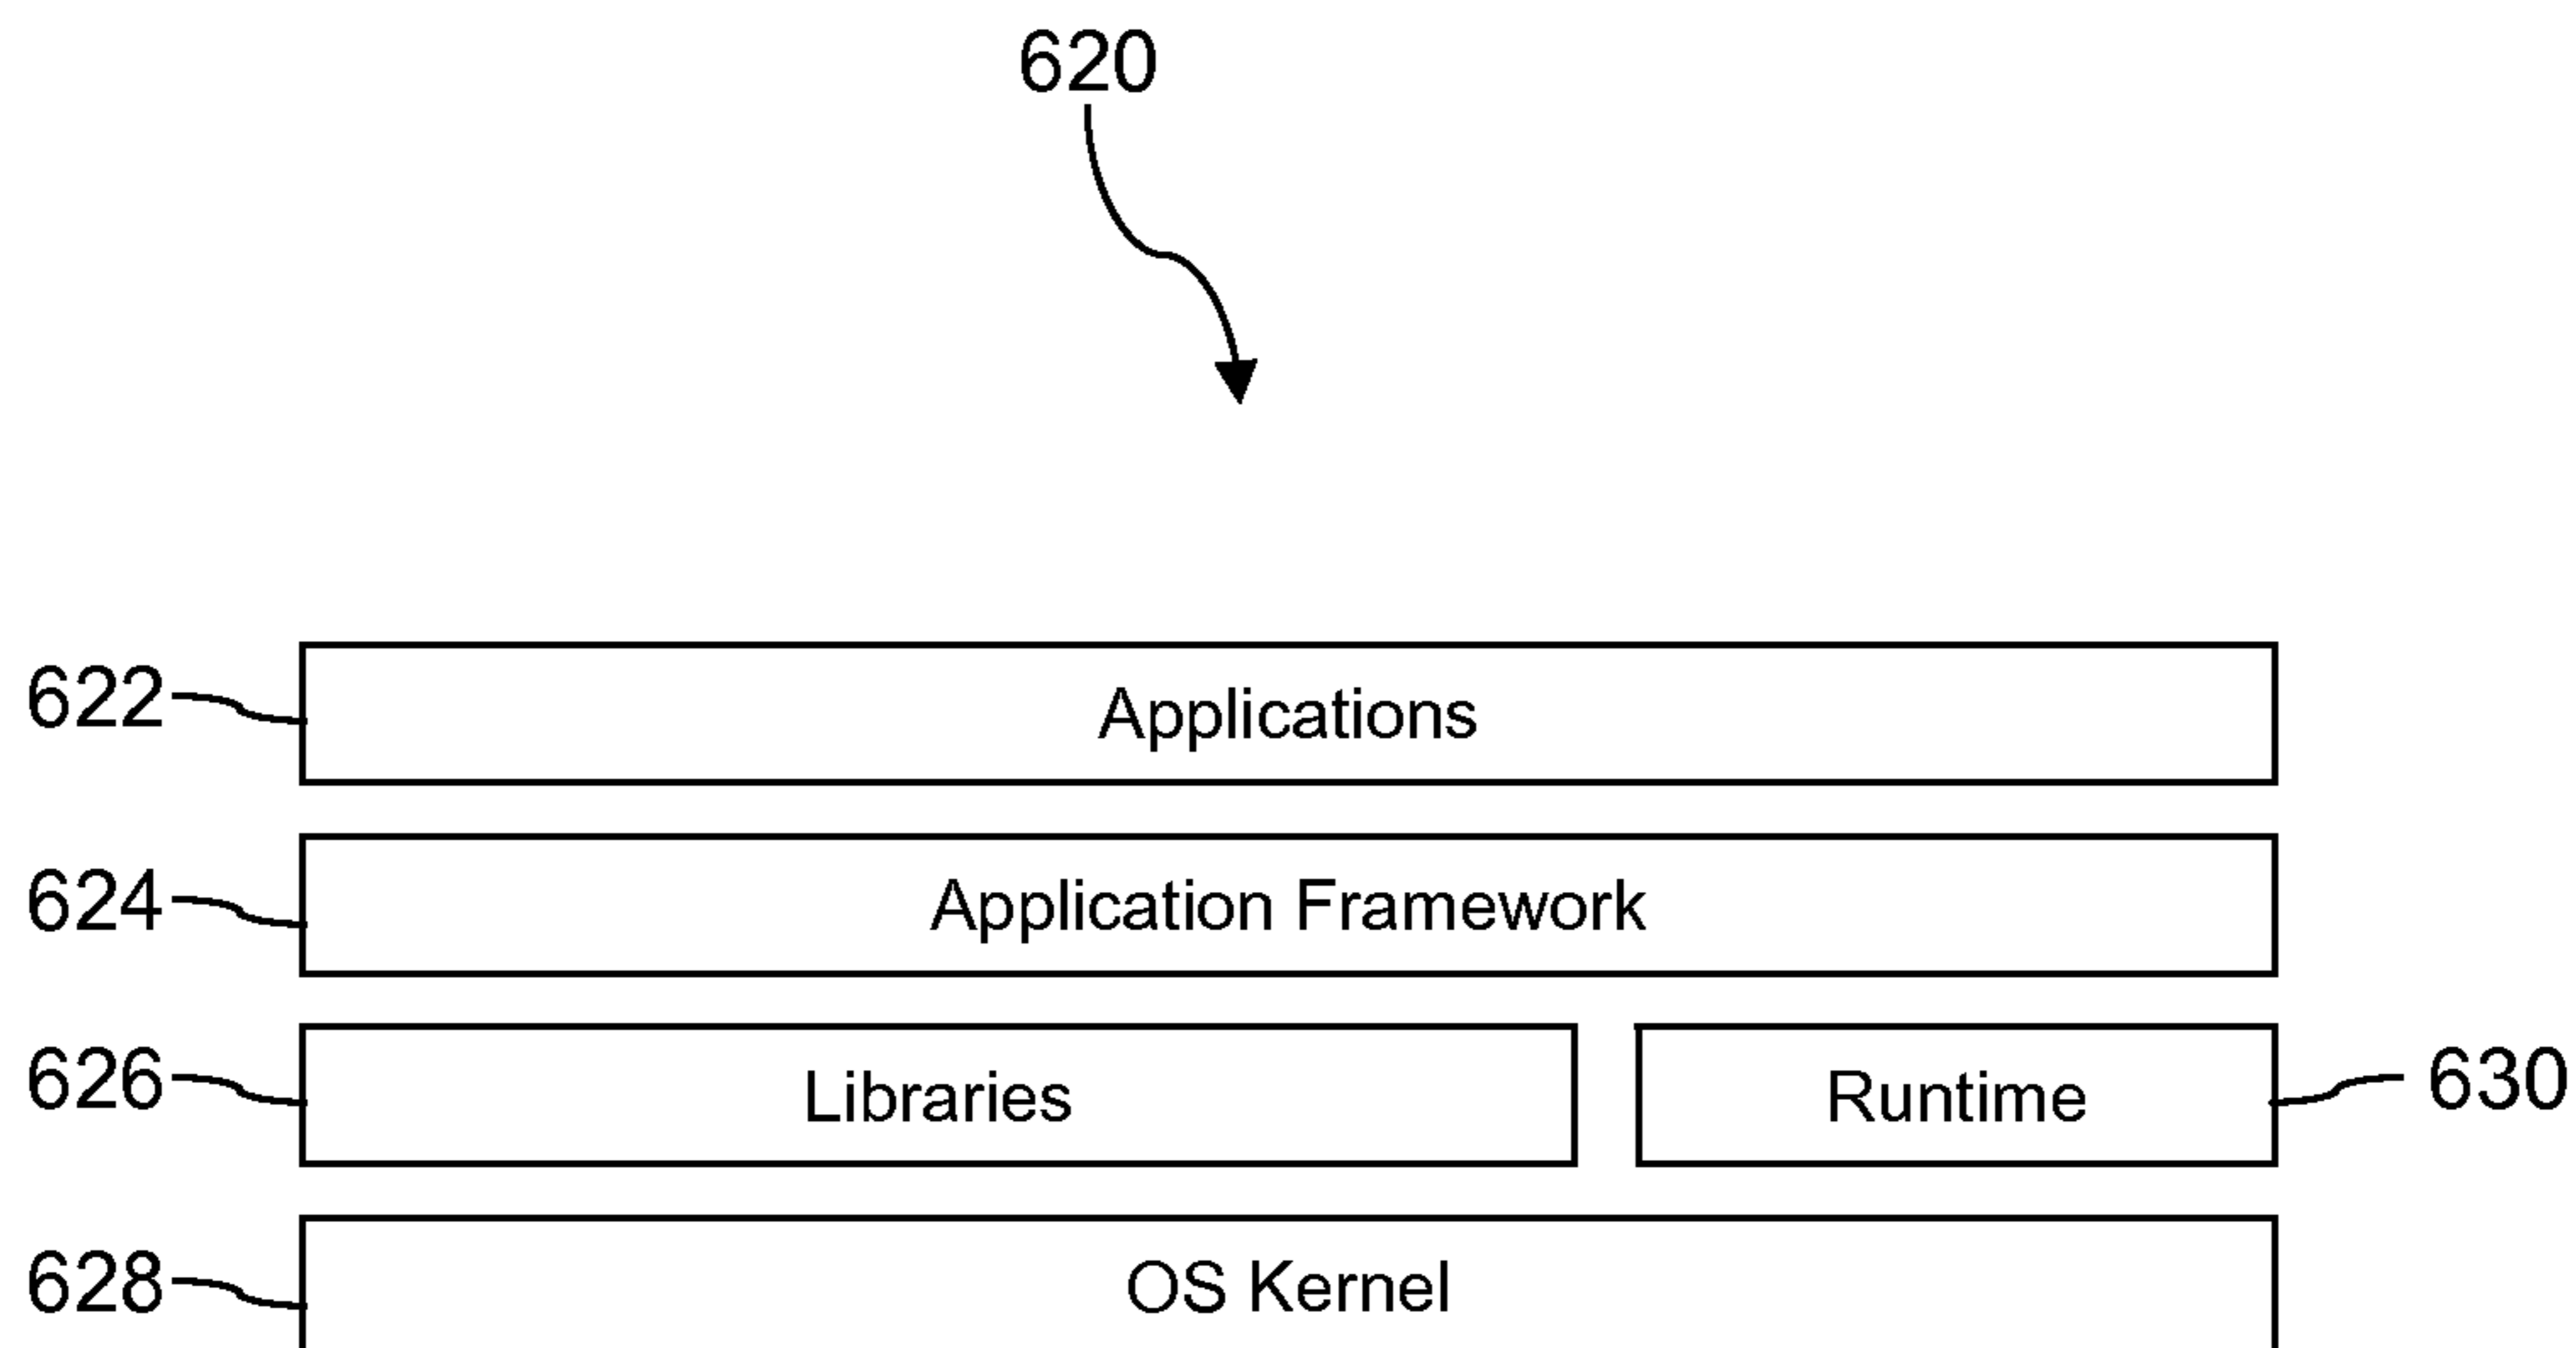 620
622 Applications
624 Application Framework
626 Libraries Runtime 630
628 OS Kernel